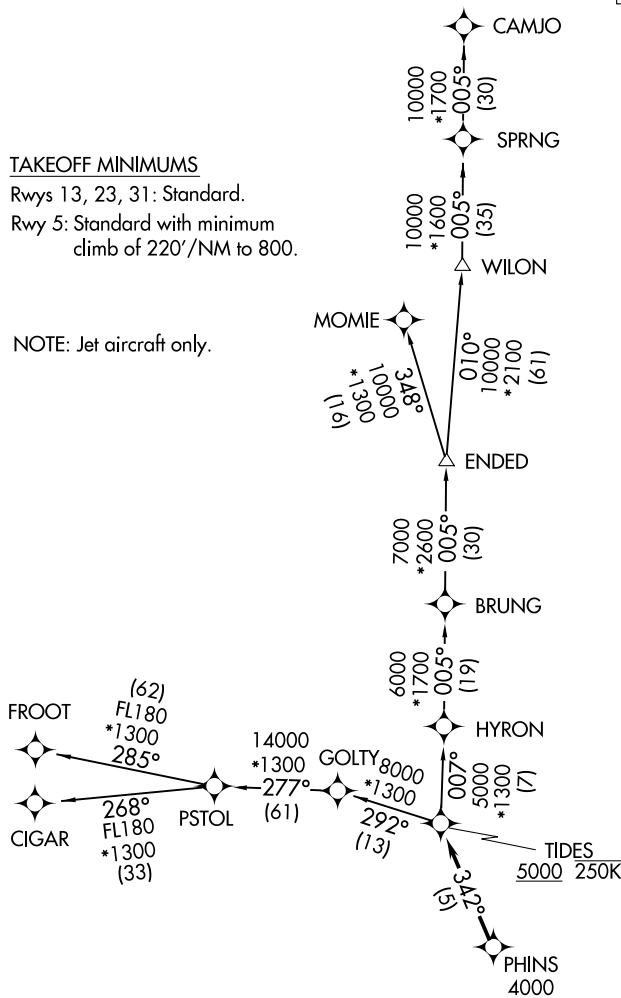 CAMJO
10000
*1700
005°
(30)
SPRNG
TAKEOFF MINIMUMS
Rwys 13, 23, 31: Standard.
Rwy 5: Standard with minimum
climb of 220'/NM to 800.
10000
*1600
005°
(35)
WILON
MOMIE
NOTE: Jet aircraft only.
348°
10000
*1300
(16)
010°
10000
*2100
(61)
ENDED
7000
*2600
005°
(30)
BRUNG
6000
*1700
005°
(19)
HYRON
FROOT
(62)
FL180
*1300
285°
14000
*1300
277°
(61)
GOLTY
8000
*1300
292°
(13)
007°
5000
*1300
(7)
CIGAR
268°
FL180
*1300
(33)
PSTOL
TIDES
5000 250K
342°
(5)
PHINS
4000